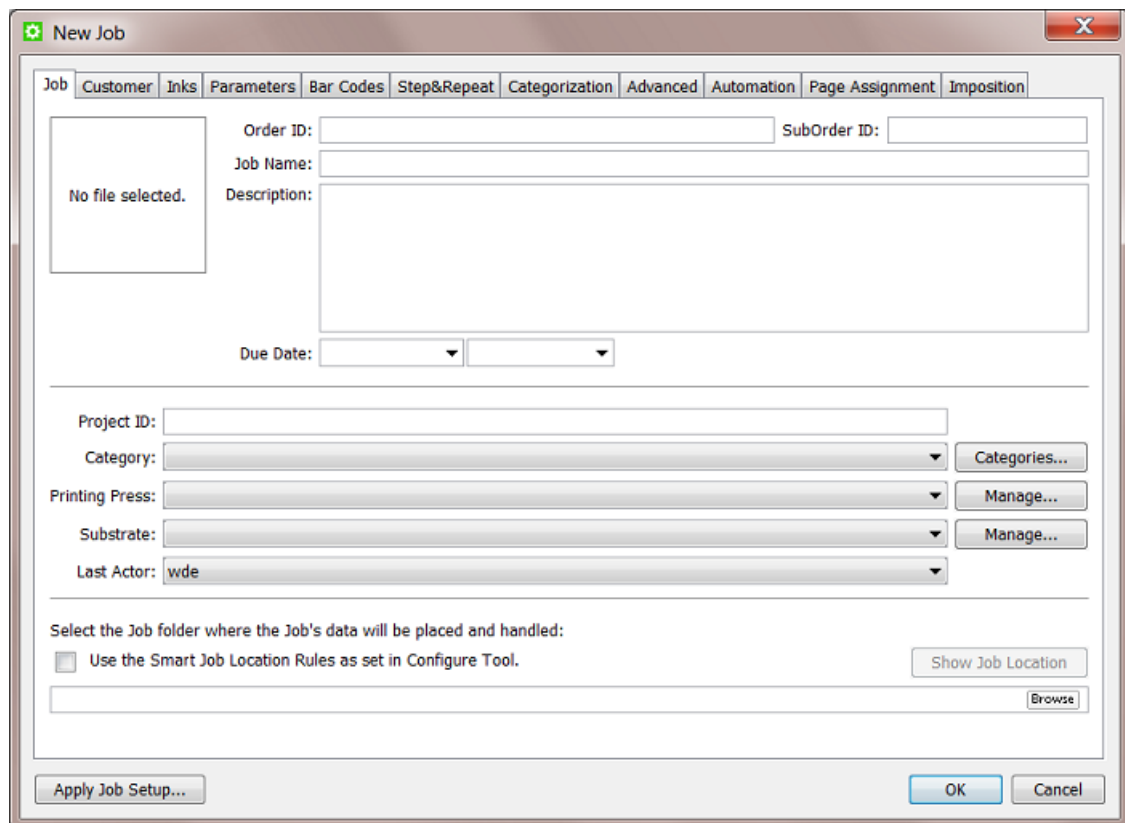 New Job
Job Customer Inks Parameters Bar Codes Step&Repeat Categorization Advanced Automation Page Assignment Imposition
No file selected.
Order ID: SubOrder ID:
Job Name:
Description:
Due Date:
Project ID:
Category: Categories...
Printing Press: Manage...
Substrate: Manage...
Last Actor: wde
Select the Job folder where the Job's data will be placed and handled:
Use the Smart Job Location Rules as set in Configure Tool.
Show Job Location
Browse
Apply Job Setup... OK Cancel